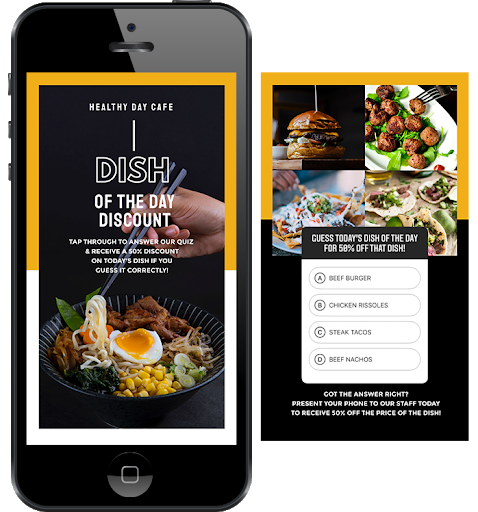 HEALTHY DAY CAFE
DISH
OF THE DAY
DISCOUNT
TAP THROUGH TO ANSWER OUR QUIZ
& RECEIVE A 50% DISCOUNT
ON TODAY'S DISH IF YOU
GUESS IT CORRECTLY!
GUESS TODAY'S DISH OF THE DAY
FOR 50% OFF THAT DISH!
A BEEF BURGER
B CHICKEN RISSOLES
C STEAK TACOS
D BEEF NACHOS
GOT THE ANSWER RIGHT?
PRESENT YOUR PHONE TO OUR STAFF TODAY
TO RECEIVE 50% OFF THE PRICE OF THE DISH!